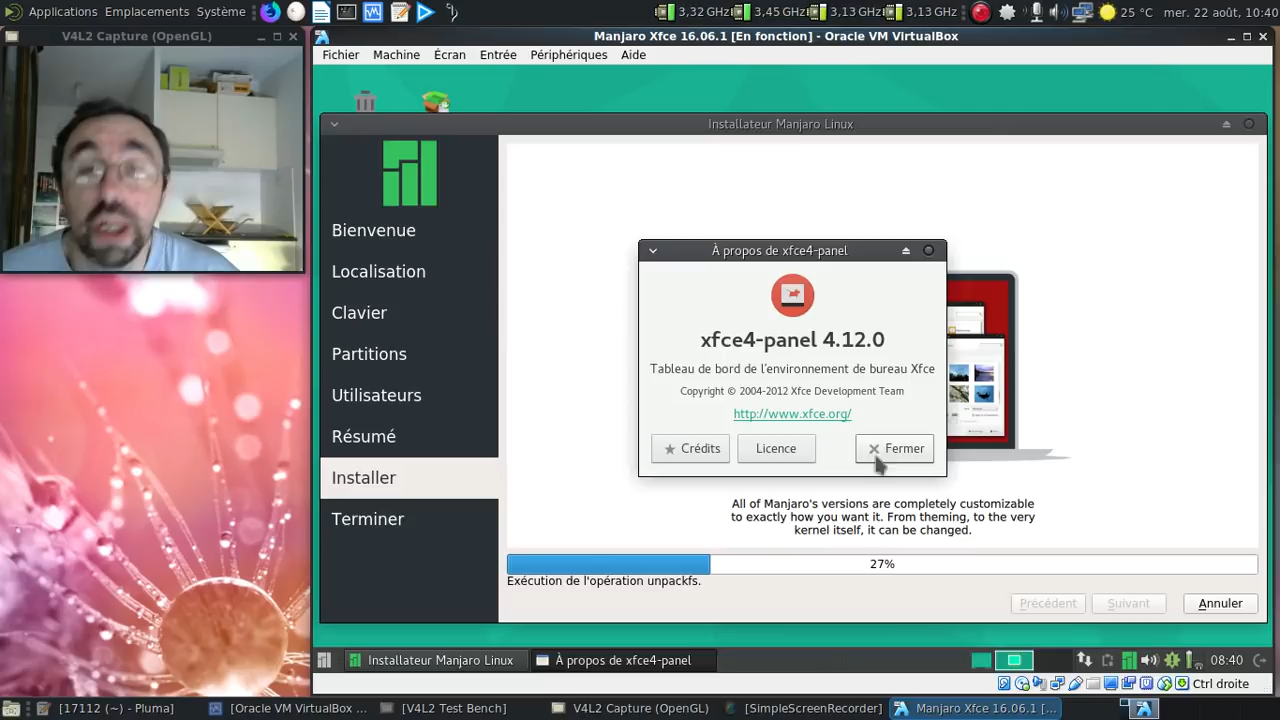 Applications Emplacements Système
3,32 GHz 3,45 GHz 3,13 GHz 3,13 GHz 25 °C mer. 22 août, 10:40
V4L2 Capture (OpenGL)
Manjaro Xfce 16.06.1 [En fonction] - Oracle VM VirtualBox
Fichier Machine Écran Entrée Périphériques Aide
Installateur Manjaro Linux
Bienvenue
Localisation
Clavier
Partitions
Utilisateurs
Résumé
Installer
Terminer
À propos de xfce4-panel
xfce4-panel 4.12.0
Tableau de bord de l'environnement de bureau Xfce
Copyright © 2004-2012 Xfce Development Team
http://www.xfce.org/
Crédits Licence Fermer
All of Manjaro's versions are completely customizable
to exactly how you want it. From theming, to the very
kernel itself, it can be changed.
27%
Exécution de l'opération unpackfs.
Précédent Suivant Annuler
Installateur Manjaro Linux À propos de xfce4-panel 08:40
Ctrl droite
[17112 (~) - Pluma] [Oracle VM VirtualBox ... [V4L2 Test Bench] V4L2 Capture (OpenGL) [SimpleScreenRecorder] Manjaro Xfce 16.06.1 [...